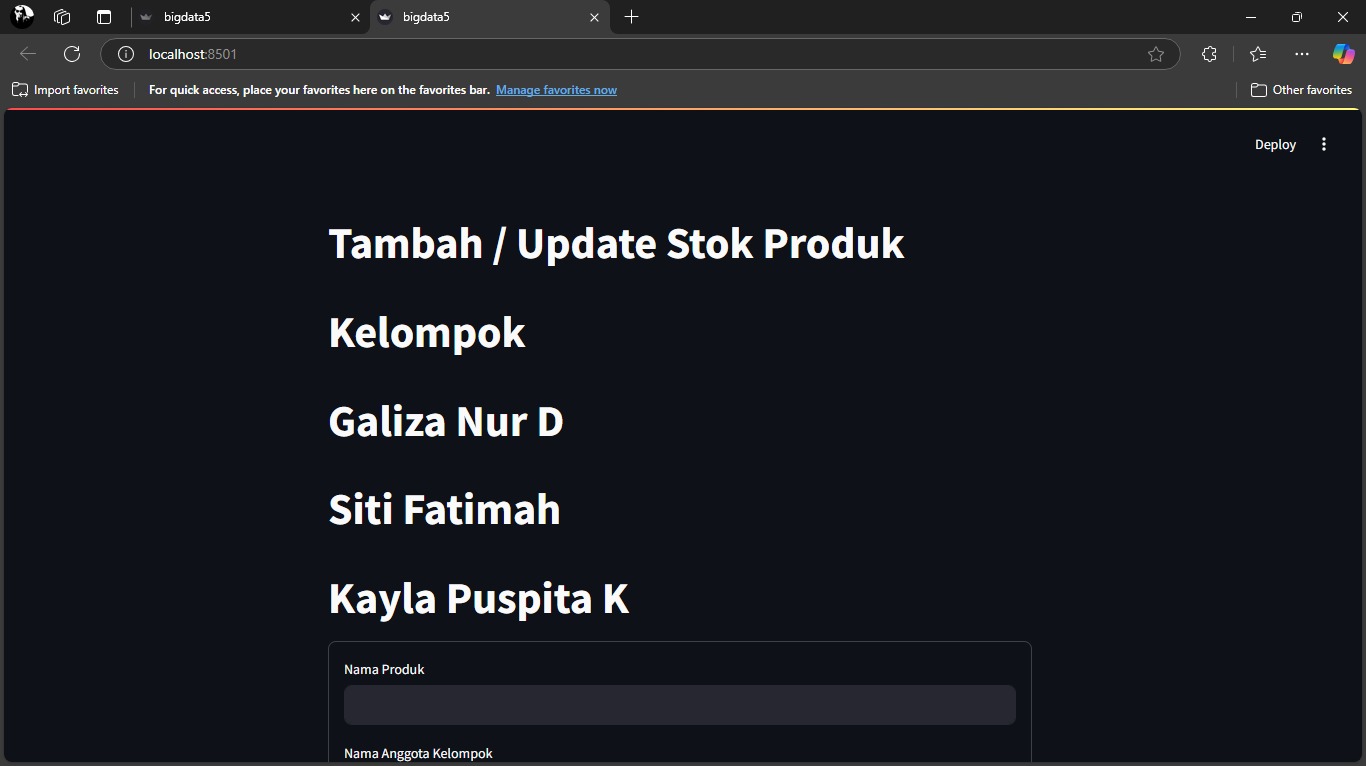 bigdata5
bigdata5
localhost:8501
Import favorites
For quick access, place your favorites here on the favorites bar. Manage favorites now
Other favorites
Deploy
Tambah / Update Stok Produk
Kelompok
Galiza Nur D
Siti Fatimah
Kayla Puspita K
Nama Produk
Nama Anggota Kelompok